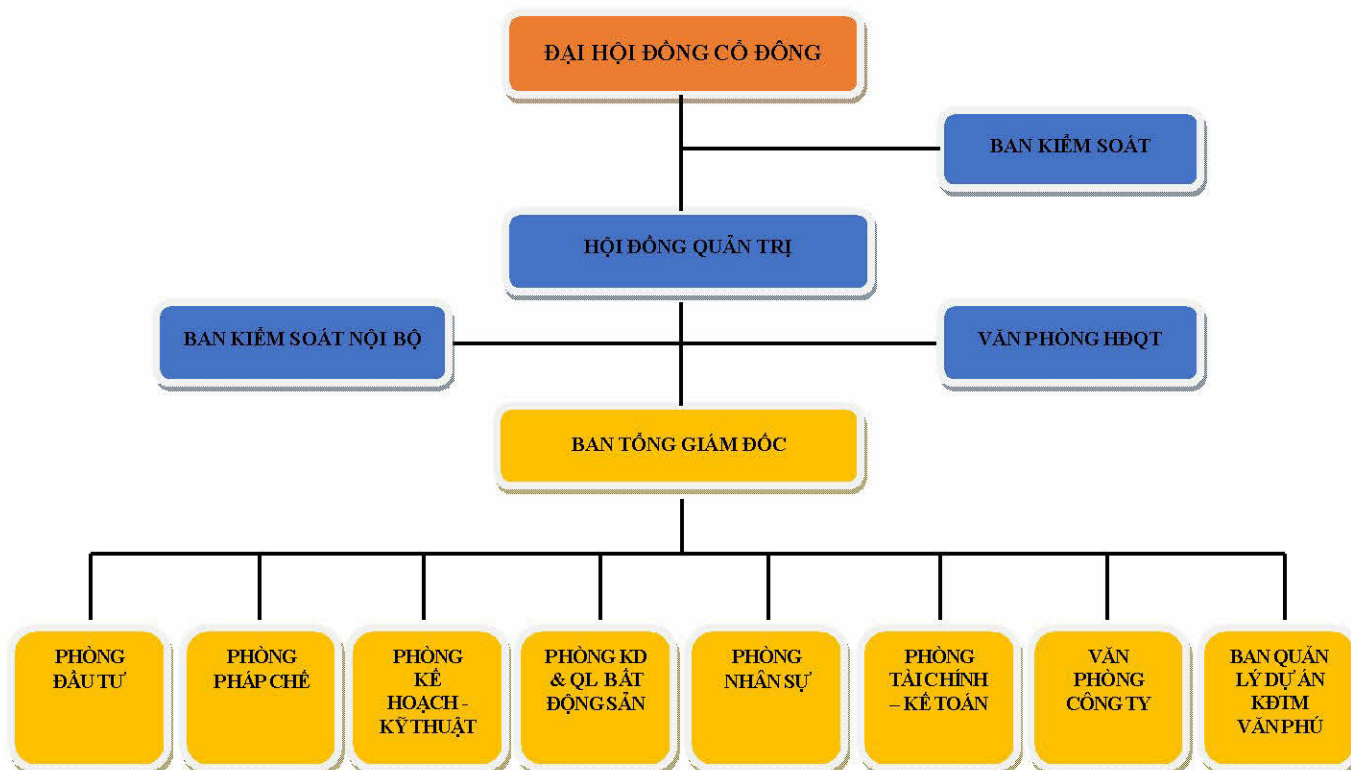 ĐẠI HỘI ĐỒNG CỔ ĐÔNG
BAN KIỂM SOÁT
HỘI ĐỒNG QUẢN TRỊ
BAN KIỂM SOÁT NỘI BỘ
VĂN PHÒNG HĐQT
BAN TỔNG GIÁM ĐỐC
PHÒNG
ĐẦU TƯ
PHÒNG
PHÁP CHẾ
PHÒNG
KẾ
HOẠCH -
KỸ THUẬT
PHÒNG KD
& QL BẤT
ĐỘNG SẢN
PHÒNG
NHÂN SỰ
PHÒNG
TÀI CHÍNH
– KẾ TOÁN
VĂN
PHÒNG
CÔNG TY
BAN QUẢN
LÝ DỰ ÁN
KĐTM
VĂN PHÚ